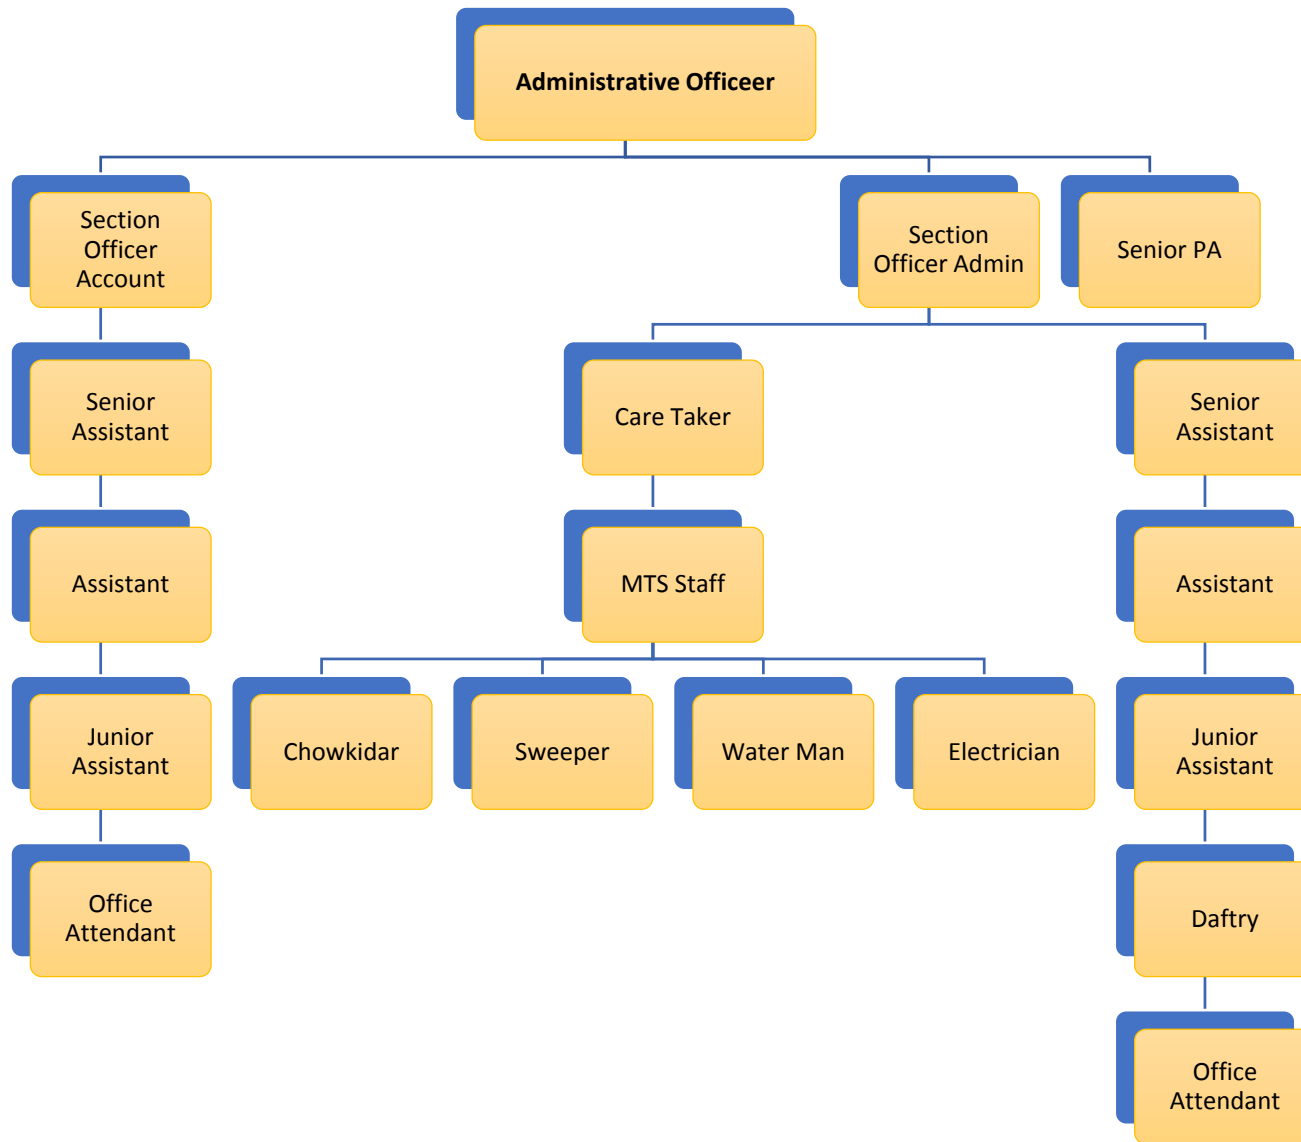 Administrative Officeer
Section
Officer
Account
Section
Officer Admin
Senior PA
Senior
Assistant
Care Taker
Senior
Assistant
Assistant
MTS Staff
Assistant
Junior
Assistant
Chowkidar
Sweeper
Water Man
Electrician
Junior
Assistant
Office
Attendant
Daftry
Office
Attendant